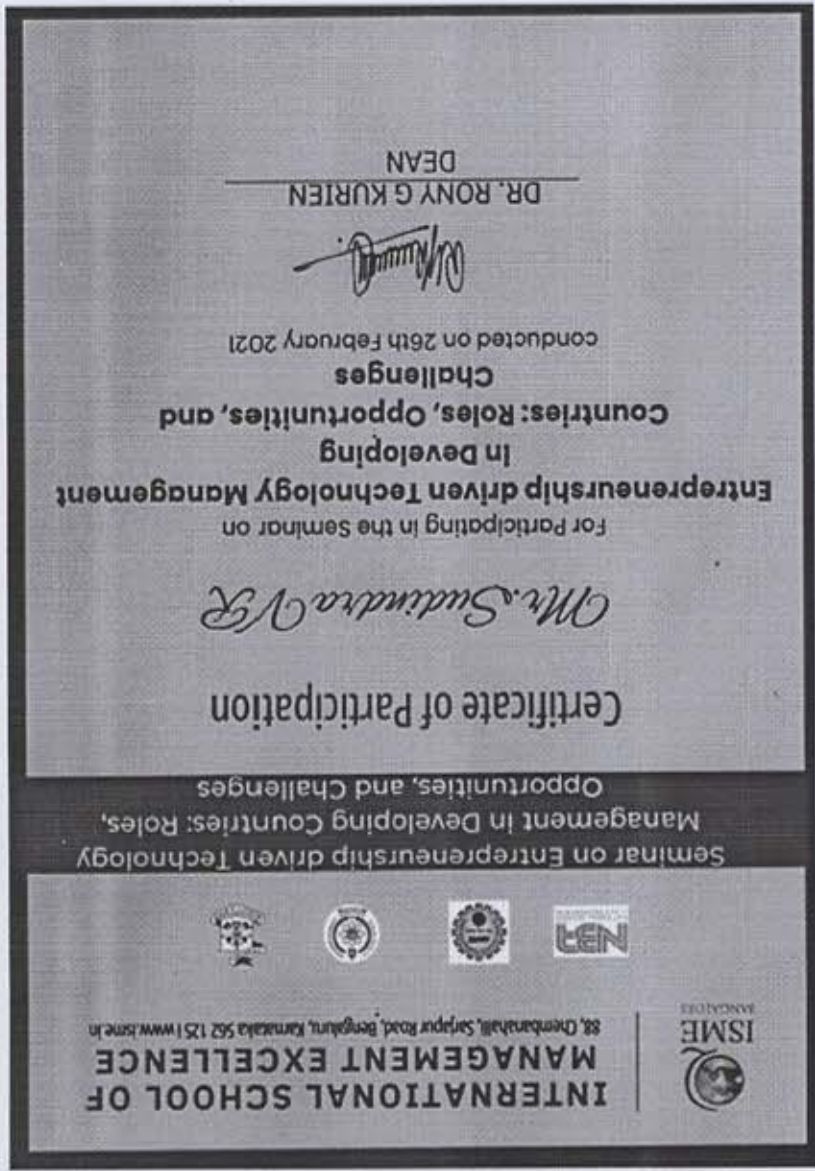 ISME
BANGALORE
INTERNATIONAL SCHOOL OF
MANAGEMENT EXCELLENCE
88, Chembanahalli, Sarjapur Road, Bengaluru, Karnataka 562 125 | www.isme.in
Seminar on Entrepreneurship driven Technology
Management in Developing Countries: Roles,
Opportunities, and Challenges
Certificate of Participation
Mr. Sudindra V R
For Participating in the Seminar on
Entrepreneurship driven Technology Management
In Developing
Countries: Roles, Opportunities, and
Challenges
conducted on 26th February 2021
DR. RONY G KURIEN
DEAN